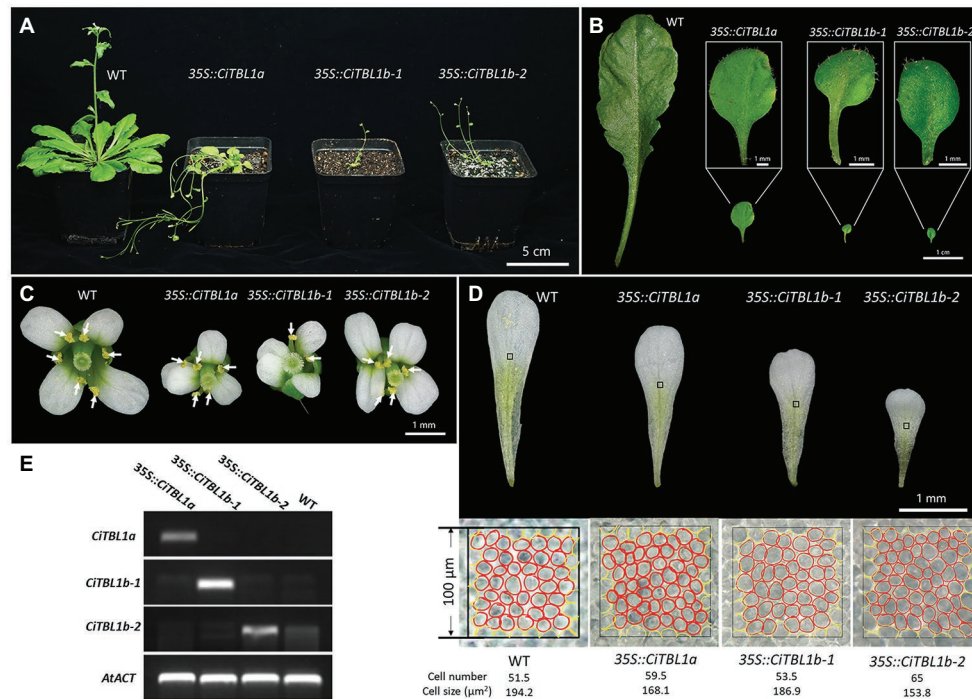 A
WT
35S::CiTBL1a
35S::CiTBL1b-1
35S::CiTBL1b-2
5 cm
B
WT
35S::CiTBL1a
35S::CiTBL1b-1
35S::CiTBL1b-2
1 mm
1 mm
1 mm
1 cm
C
WT
35S::CiTBL1a
35S::CiTBL1b-1
35S::CiTBL1b-2
1 mm
D
WT
35S::CiTBL1a
35S::CiTBL1b-1
35S::CiTBL1b-2
1 mm
100 μm
WT
35S::CiTBL1a
35S::CiTBL1b-1
35S::CiTBL1b-2
Cell number 51.5 59.5 53.5 65
Cell size (μm²) 194.2 168.1 186.9 153.8
E
35S::CiTBL1a
35S::CiTBL1b-1
35S::CiTBL1b-2
WT
CiTBL1a
CiTBL1b-1
CiTBL1b-2
AtACT